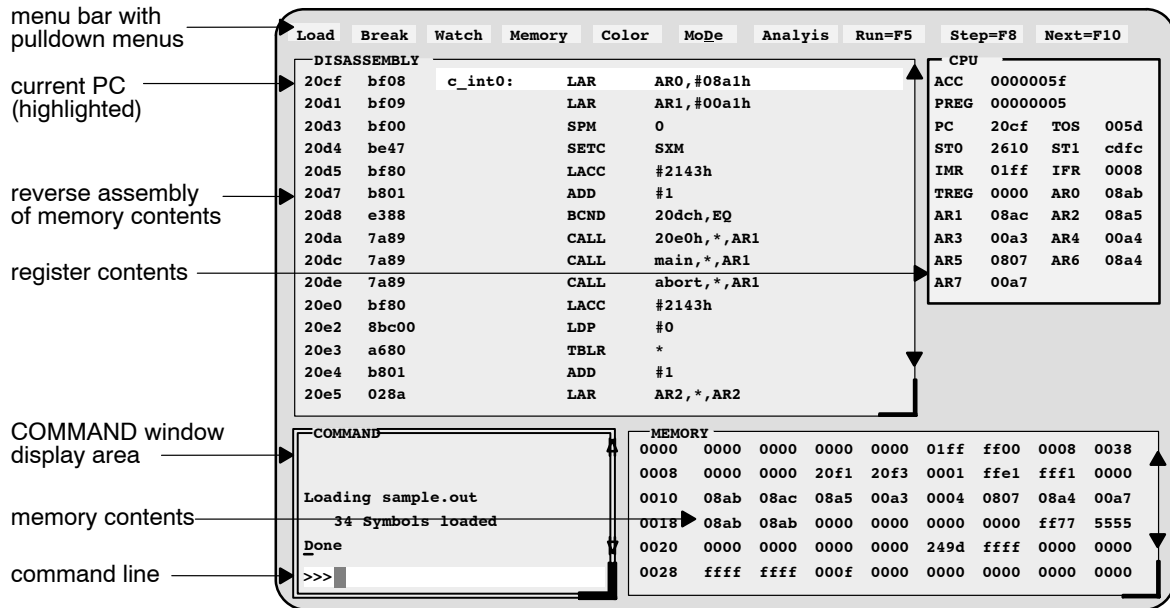 menu bar with
pulldown menus
current PC
(highlighted)
reverse assembly
of memory contents
register contents
COMMAND window
display area
memory contents
command line
Load Break Watch Memory Color MoDe Analyis Run=F5 Step=F8 Next=F10
DISASSEMBLY
20cf bf08 c_int0: LAR AR0,#08a1h
20d1 bf09 LAR AR1,#00a1h
20d3 bf00 SPM 0
20d4 be47 SETC SXM
20d5 bf80 LACC #2143h
20d7 b801 ADD #1
20d8 e388 BCND 20dch,EQ
20da 7a89 CALL 20e0h,*,AR1
20dc 7a89 CALL main,*,AR1
20de 7a89 CALL abort,*,AR1
20e0 bf80 LACC #2143h
20e2 8bc00 LDP #0
20e3 a680 TBLR *
20e4 b801 ADD #1
20e5 028a LAR AR2,*,AR2
CPU
ACC 0000005f
PREG 00000005
PC 20cf TOS 005d
ST0 2610 ST1 cdfc
IMR 01ff IFR 0008
TREG 0000 AR0 08ab
AR1 08ac AR2 08a5
AR3 00a3 AR4 00a4
AR5 0807 AR6 08a4
AR7 00a7
COMMAND
Loading sample.out
34 Symbols loaded
Done
>>>
MEMORY
0000 0000 0000 0000 0000 01ff ff00 0008 0038
0008 0000 0000 20f1 20f3 0001 ffe1 fff1 0000
0010 08ab 08ac 08a5 00a3 0004 0807 08a4 00a7
0018 08ab 08ab 0000 0000 0000 0000 ff77 5555
0020 0000 0000 0000 0000 249d ffff 0000 0000
0028 ffff ffff 000f 0000 0000 0000 0000 0000